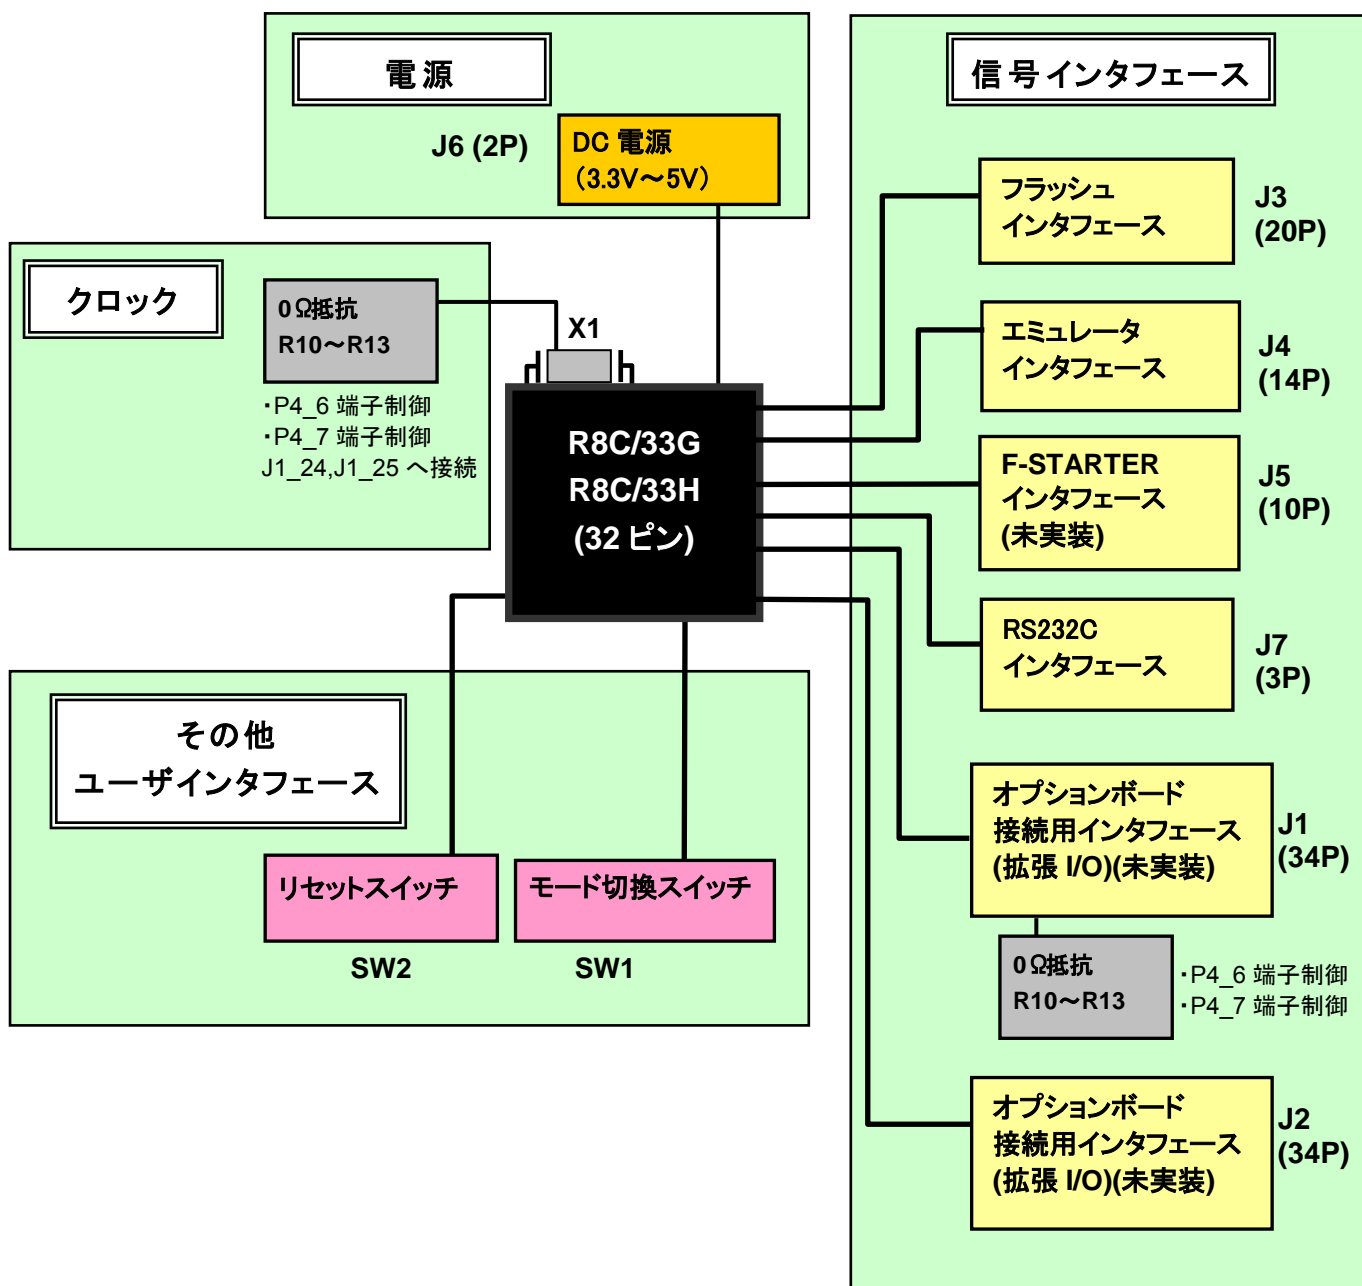 電源
J6 (2P)
DC 電源
(3.3V～5V)
クロック
0Ω抵抗
R10～R13
X1
・P4_6 端子制御
・P4_7 端子制御
J1_24,J1_25 へ接続
R8C/33G
R8C/33H
(32 ピン)
その他
ユーザインタフェース
リセットスイッチ
SW2
モード切換スイッチ
SW1
信号インタフェース
フラッシュ
インタフェース
J3
(20P)
エミュレータ
インタフェース
J4
(14P)
F-STARTER
インタフェース
(未実装)
J5
(10P)
RS232C
インタフェース
J7
(3P)
オプションボード
接続用インタフェース
(拡張 I/O)(未実装)
J1
(34P)
0Ω抵抗
R10～R13
・P4_6 端子制御
・P4_7 端子制御
オプションボード
接続用インタフェース
(拡張 I/O)(未実装)
J2
(34P)